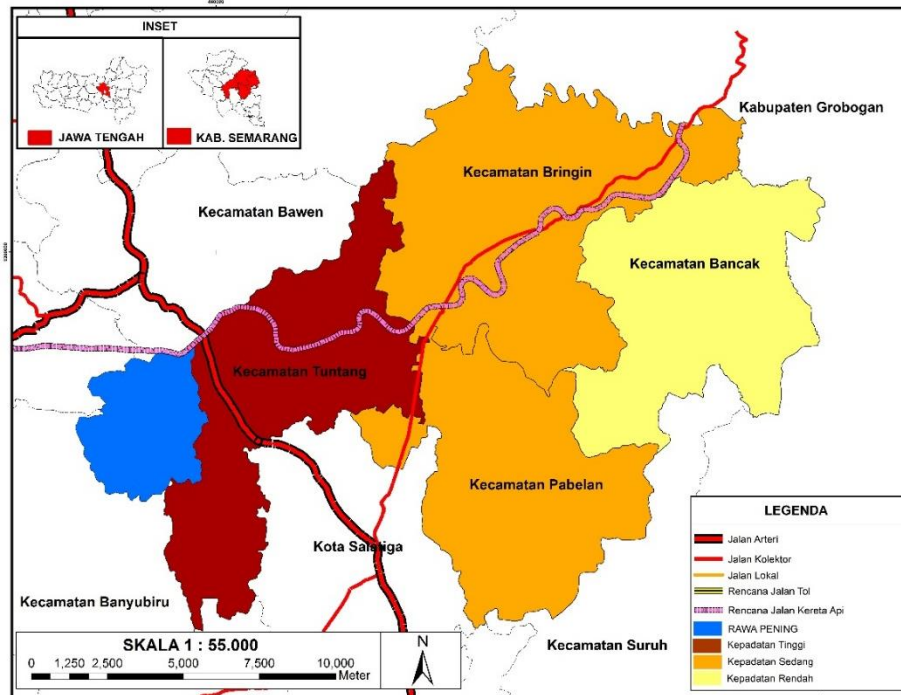 INSET
JAWA TENGAH
KAB. SEMARANG
Kabupaten Grobogan
Kecamatan Bringin
Kecamatan Bawen
Kecamatan Bancak
Kecamatan Tuntang
Kecamatan Pabelan
Kota Salatiga
Kecamatan Banyubiru
Kecamatan Suruh
SKALA 1 : 55.000
0 1,250 2,500 5,000 7,500 10,000
Meter
N
LEGENDA
Jalan Arteri
Jalan Kolektor
Jalan Lokal
Rencana Jalan Tol
Rencana Jalan Kereta Api
RAWA PENING
Kepadatan Tinggi
Kepadatan Sedang
Kepadatan Rendah